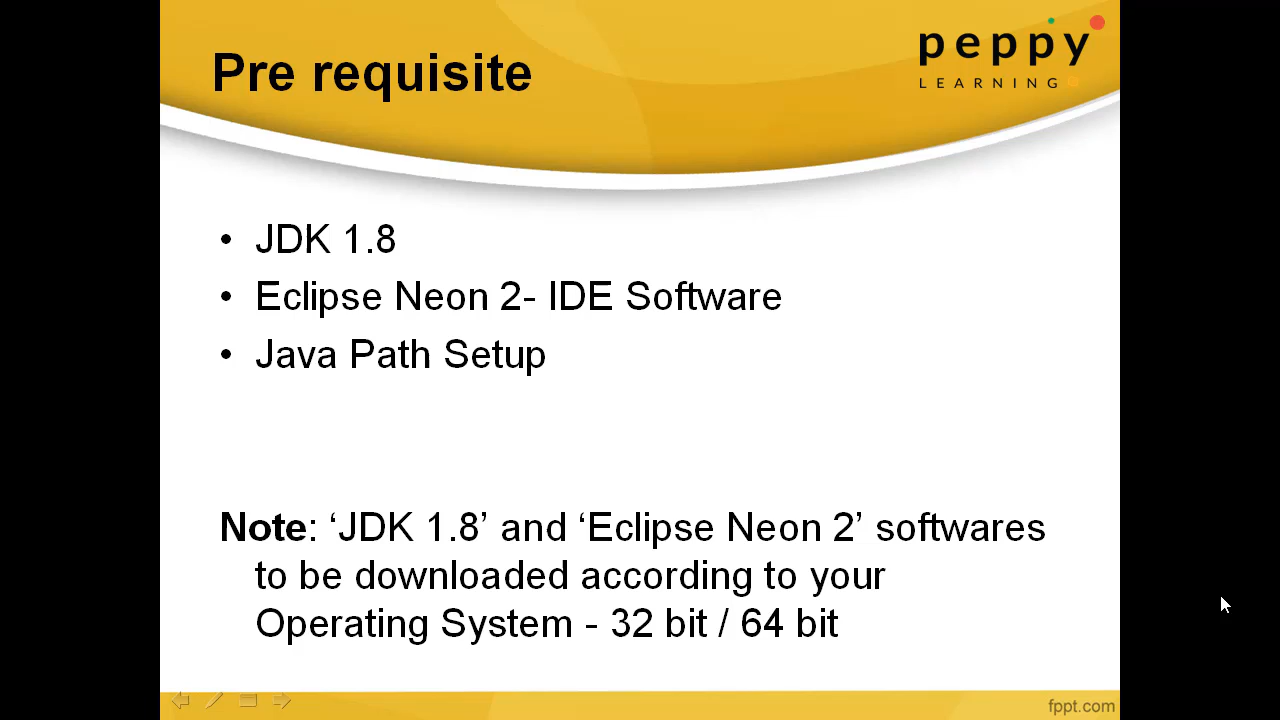 Pre requisite
peppy
LEARNING
• JDK 1.8
• Eclipse Neon 2- IDE Software
• Java Path Setup
Note: ‘JDK 1.8’ and ‘Eclipse Neon 2’ softwares
to be downloaded according to your
Operating System - 32 bit / 64 bit
fppt.com